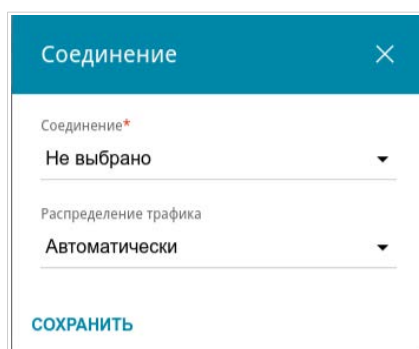 Соединение
Соединение*
Не выбрано
Распределение трафика
Автоматически
СОХРАНИТЬ